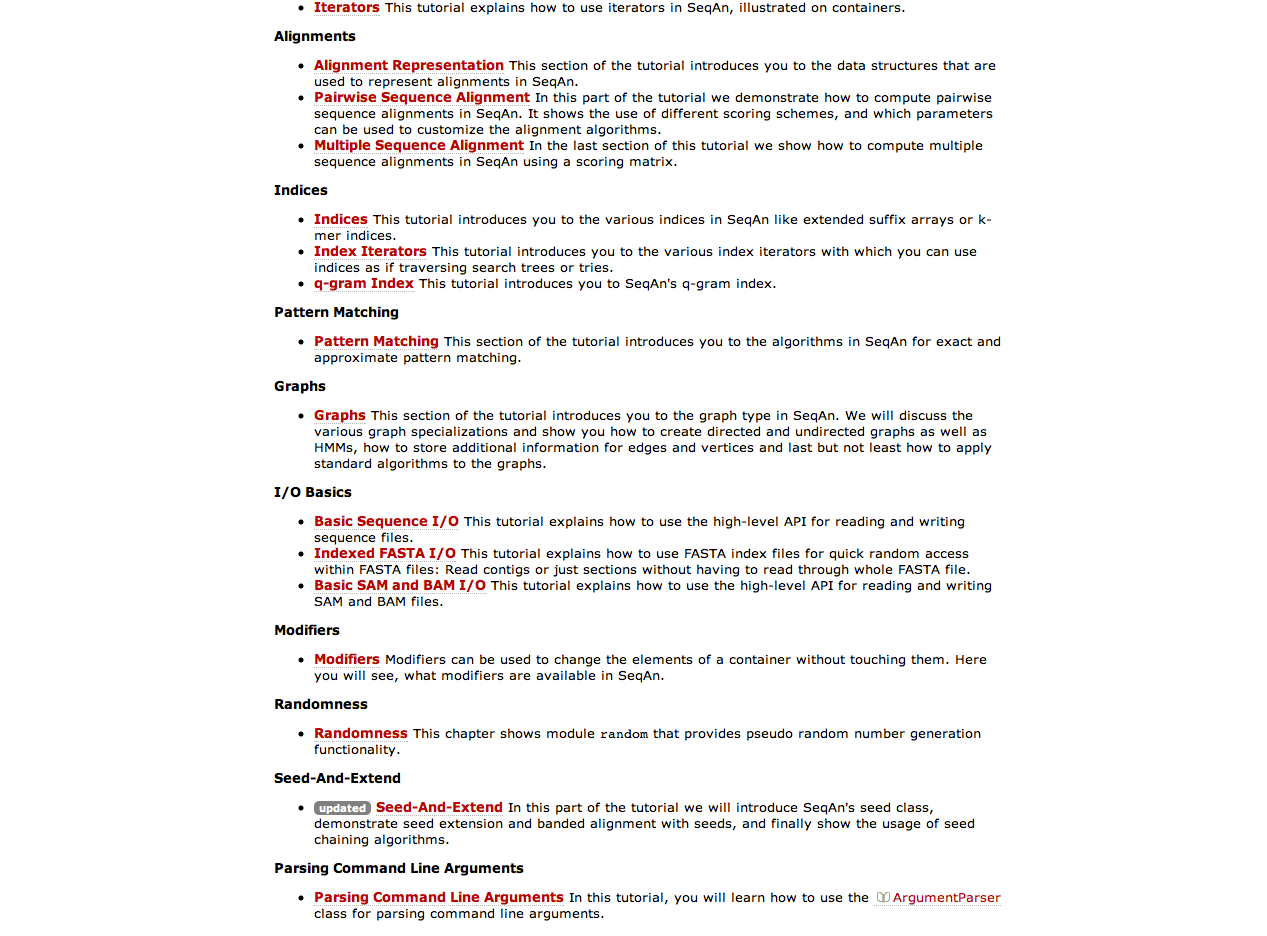 Iterators This tutorial explains how to use iterators in SeqAn, illustrated on containers.
Alignments
Alignment Representation This section of the tutorial introduces you to the data structures that are
used to represent alignments in SeqAn.
Pairwise Sequence Alignment In this part of the tutorial we demonstrate how to compute pairwise
sequence alignments in SeqAn. It shows the use of different scoring schemes, and which parameters
can be used to customize the alignment algorithms.
Multiple Sequence Alignment In the last section of this tutorial we show how to compute multiple
sequence alignments in SeqAn using a scoring matrix.
Indices
Indices This tutorial introduces you to the various indices in SeqAn like extended suffix arrays or k-
mer indices.
Index Iterators This tutorial introduces you to the various index iterators with which you can use
indices as if traversing search trees or tries.
q-gram Index This tutorial introduces you to SeqAn's q-gram index.
Pattern Matching
Pattern Matching This section of the tutorial introduces you to the algorithms in SeqAn for exact and
approximate pattern matching.
Graphs
Graphs This section of the tutorial introduces you to the graph type in SeqAn. We will discuss the
various graph specializations and show you how to create directed and undirected graphs as well as
HMMs, how to store additional information for edges and vertices and last but not least how to apply
standard algorithms to the graphs.
I/O Basics
Basic Sequence I/O This tutorial explains how to use the high-level API for reading and writing
sequence files.
Indexed FASTA I/O This tutorial explains how to use FASTA index files for quick random access
within FASTA files: Read contigs or just sections without having to read through whole FASTA file.
Basic SAM and BAM I/O This tutorial explains how to use the high-level API for reading and writing
SAM and BAM files.
Modifiers
Modifiers Modifiers can be used to change the elements of a container without touching them. Here
you will see, what modifiers are available in SeqAn.
Randomness
Randomness This chapter shows module random that provides pseudo random number generation
functionality.
Seed-And-Extend
updated Seed-And-Extend In this part of the tutorial we will introduce SeqAn's seed class,
demonstrate seed extension and banded alignment with seeds, and finally show the usage of seed
chaining algorithms.
Parsing Command Line Arguments
Parsing Command Line Arguments In this tutorial, you will learn how to use the ArgumentParser
class for parsing command line arguments.